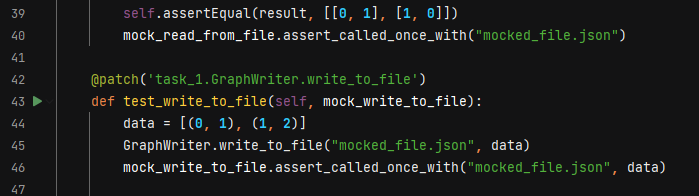 39 self.assertEqual(result, [[0, 1], [1, 0]])
40 mock_read_from_file.assert_called_once_with("mocked_file.json")
41
42 @patch('task_1.GraphWriter.write_to_file')
43 def test_write_to_file(self, mock_write_to_file):
44 data = [(0, 1), (1, 2)]
45 GraphWriter.write_to_file("mocked_file.json", data)
46 mock_write_to_file.assert_called_once_with("mocked_file.json", data)
47